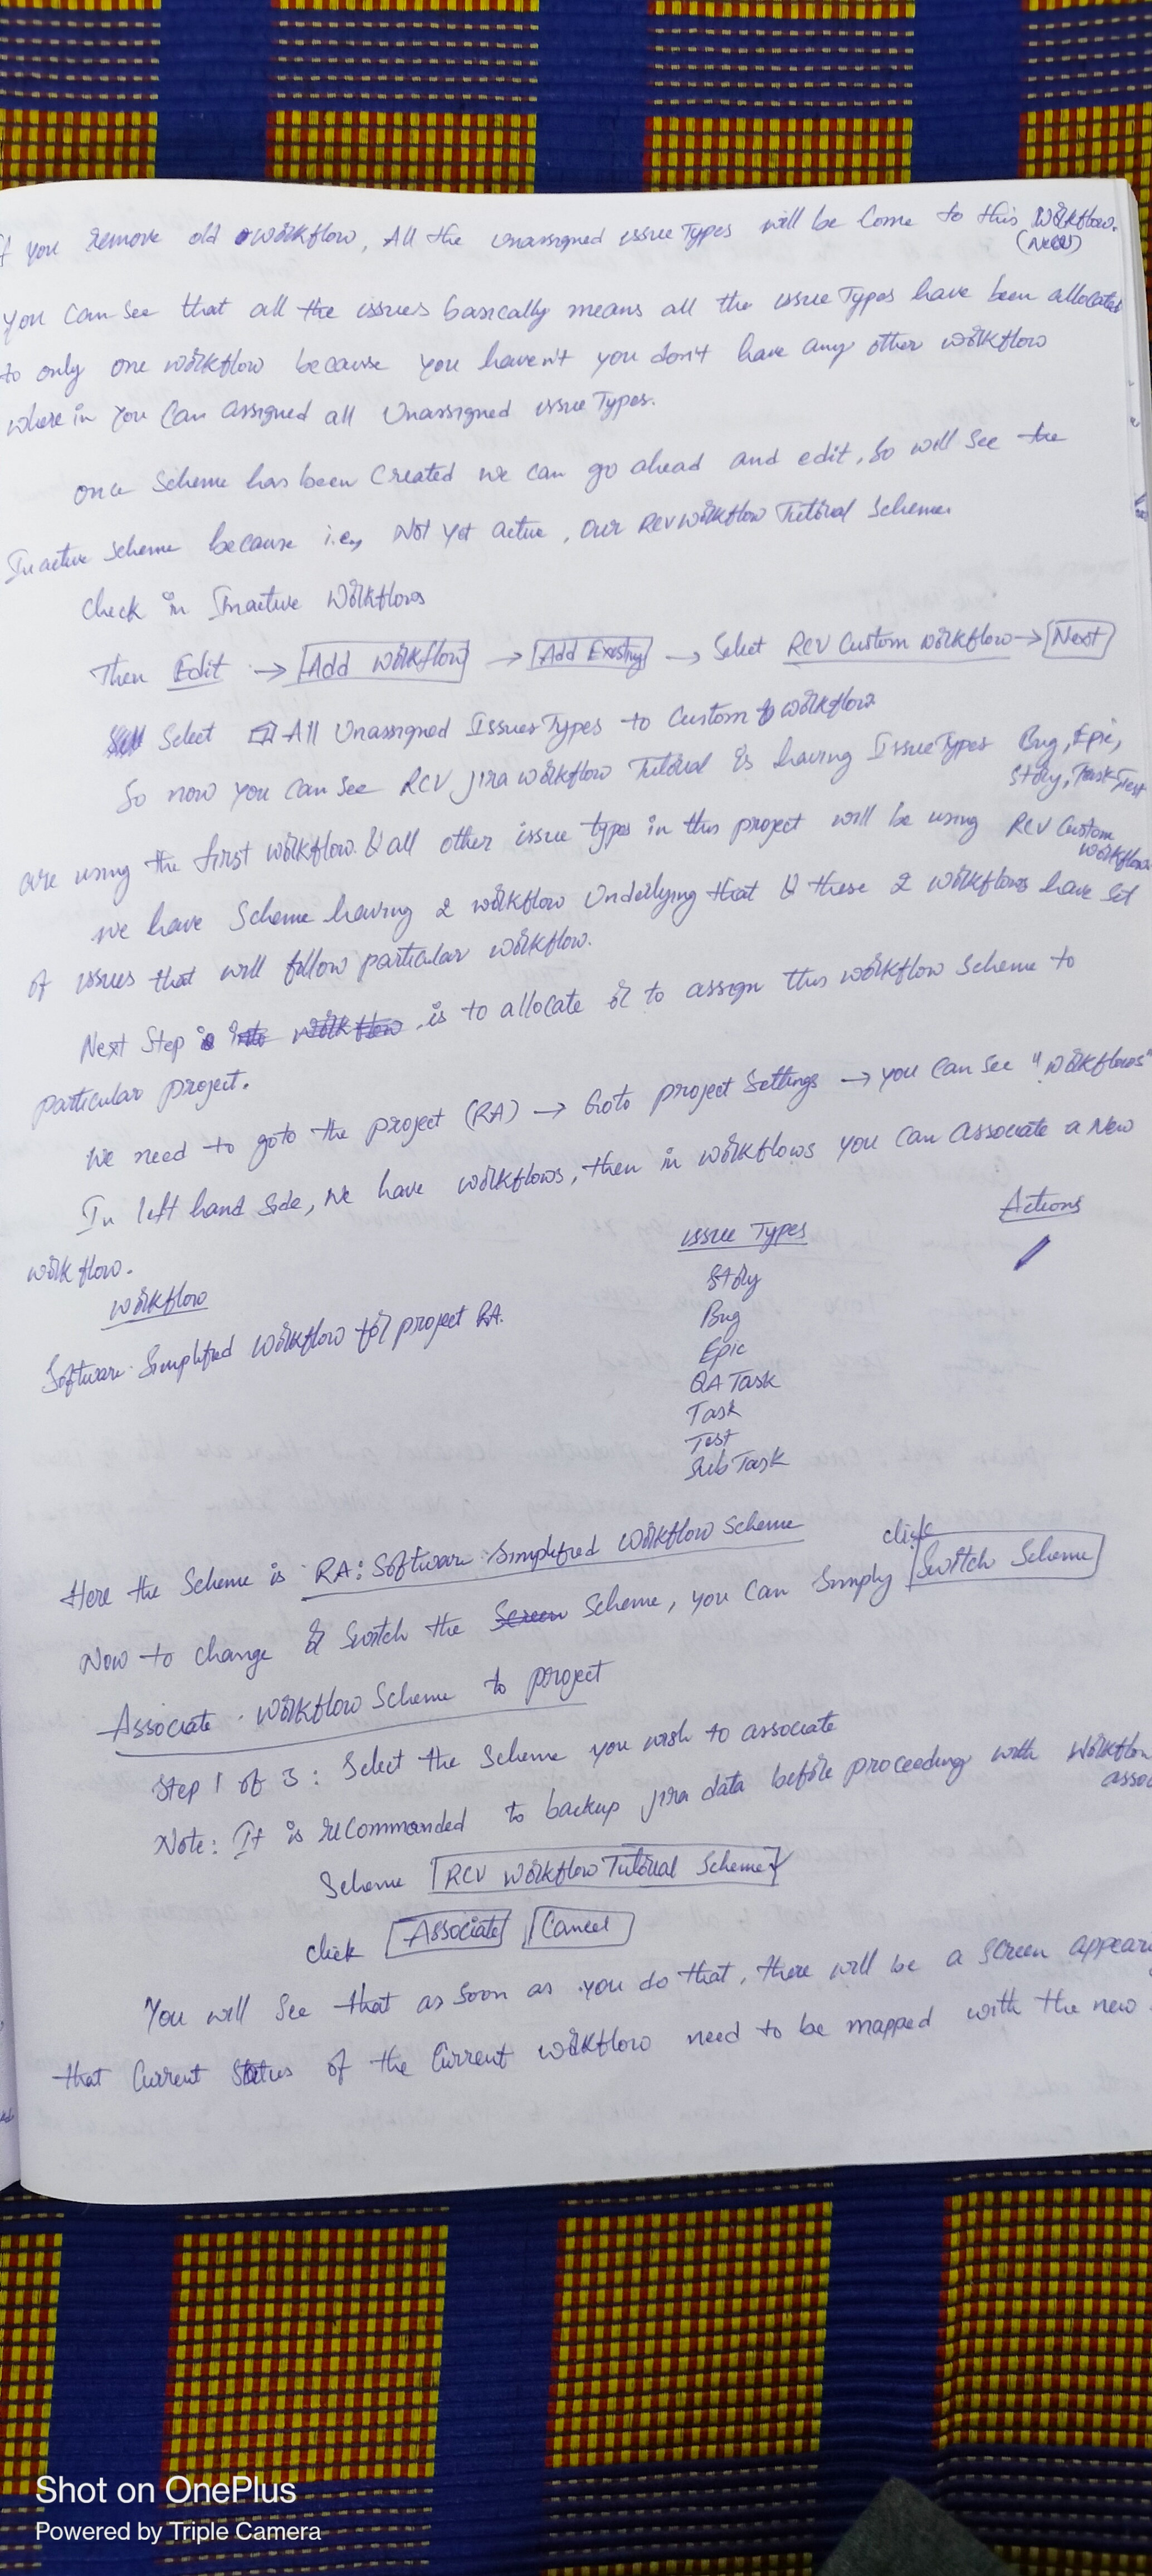 if you remove old workflow, All the unassigned issue Types will be Come to this Workflow.
(New)
you Can See that all the issues basically means all the issue Types have been allocated
to only one workflow because you haven't you don't have any other workflow
where in you Can assigned all Unassigned issue Types.
once Scheme has been Created we can go ahead and edit, So will See the
Inactive Scheme because i.e, Not Yet active, our RCV workflow Tutorial Scheme.
Check in Inactive Workflows
Then Edit → Add workflow → Add Existing → Select RCV Custom workflow → Next
Select All Unassigned Issues Types to Custom workflow
So now you can See RCV Jira workflow Tutorial is having Issue Types Bug, Epic,
Story, Task, Test
are using the first workflow. & all other issue types in this project will be using RCV Custom
workflow
we have Scheme having 2 workflow Underlying that & these 2 workflows have Set
of issues that will follow particular workflow.
Next Step is to allocate or to assign this workflow Scheme to
particular project.
We need to goto the project (RA) → Goto project Settings → you can see "workflows"
In left hand Side, we have workflows, then in workflows you can associate a New
workflow.
workflow issue Types Actions
Software Simplified Workflow for project RA.
Story
Bug
Epic
QA Task
Task
Test
Sub Task
Here the Scheme is RA: Software Simplified Workflow Scheme
click
Now to change or Switch the Scheme, you Can Simply Switch Scheme
Associate Workflow Scheme to project
Step 1 of 3: Select the Scheme you wish to associate
Note: It is recommended to backup Jira data before proceeding with Workflow
asso
Scheme RCV Workflow Tutorial Scheme
click Associate Cancel
You will See that as Soon as you do that, there will be a Screen appear
that Current Status of the Current workflow need to be mapped with the new
Shot on OnePlus
Powered by Triple Camera